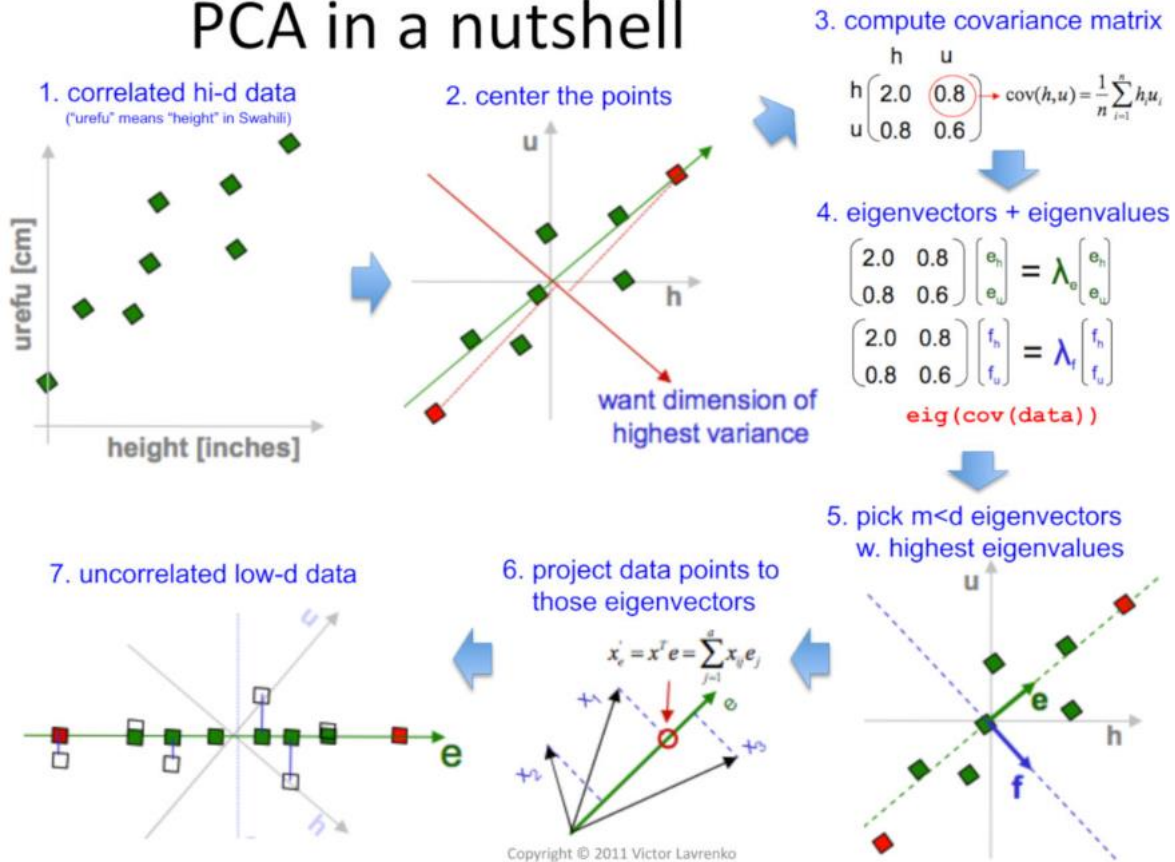 PCA in a nutshell
1. correlated hi-d data
("urefu" means "height" in Swahili)
urefu [cm]
height [inches]
2. center the points
u
h
want dimension of
highest variance
3. compute covariance matrix
h u
h 2.0 0.8
u 0.8 0.6
cov(h,u) = 1/n ∑ i=1 n h_i u_i
4. eigenvectors + eigenvalues
2.0 0.8 e_h = λ_e e_h
0.8 0.6 e_u e_u
2.0 0.8 f_h = λ_f f_h
0.8 0.6 f_u f_u
eig(cov(data))
5. pick m<d eigenvectors
w. highest eigenvalues
u
e
h
f
6. project data points to
those eigenvectors
x'_e = x^T e = ∑ j=1 d x_ij e_j
x1
e
x2
x3
7. uncorrelated low-d data
u
e
h
Copyright © 2011 Victor Lavrenko